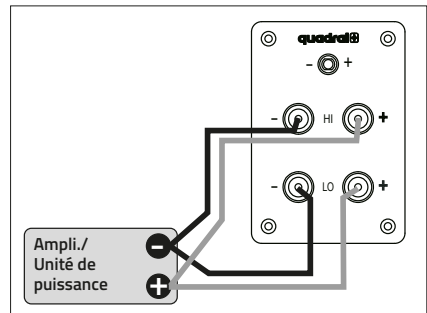 quadral
- +
- HI +
- LO +
Ampli./ -
Unité de
puissance +